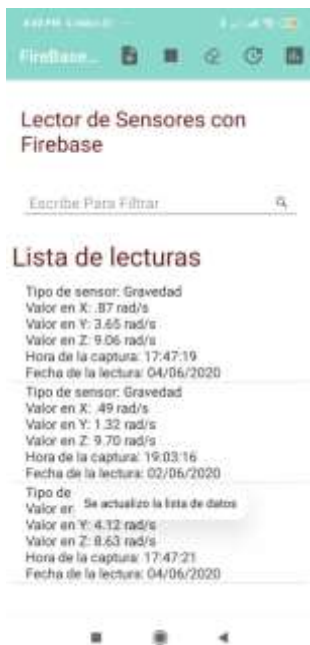 FireBase...
Lector de Sensores con
Firebase
Escribe Para Filtrar
Lista de lecturas
Tipo de sensor: Gravedad
Valor en X: .87 rad/s
Valor en Y: 3.65 rad/s
Valor en Z: 9.06 rad/s
Hora de la captura: 17:47:19
Fecha de la lectura: 04/06/2020
Tipo de sensor: Gravedad
Valor en X: .49 rad/s
Valor en Y: 1.32 rad/s
Valor en Z: 9.70 rad/s
Hora de la captura: 19:03:16
Fecha de la lectura: 02/06/2020
Tipo de
Valor en
Se actualizo la lista de datos
Valor en Y: 4.12 rad/s
Valor en Z: 8.63 rad/s
Hora de la captura: 17:47:21
Fecha de la lectura: 04/06/2020